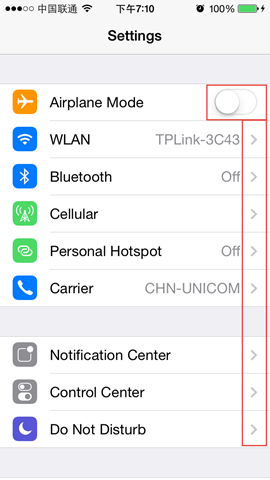 中国联通 下午7:10 100%
Settings
Airplane Mode
WLAN TPLink-3C43
Bluetooth Off
Cellular
Personal Hotspot Off
Carrier CHN-UNICOM
Notification Center
Control Center
Do Not Disturb